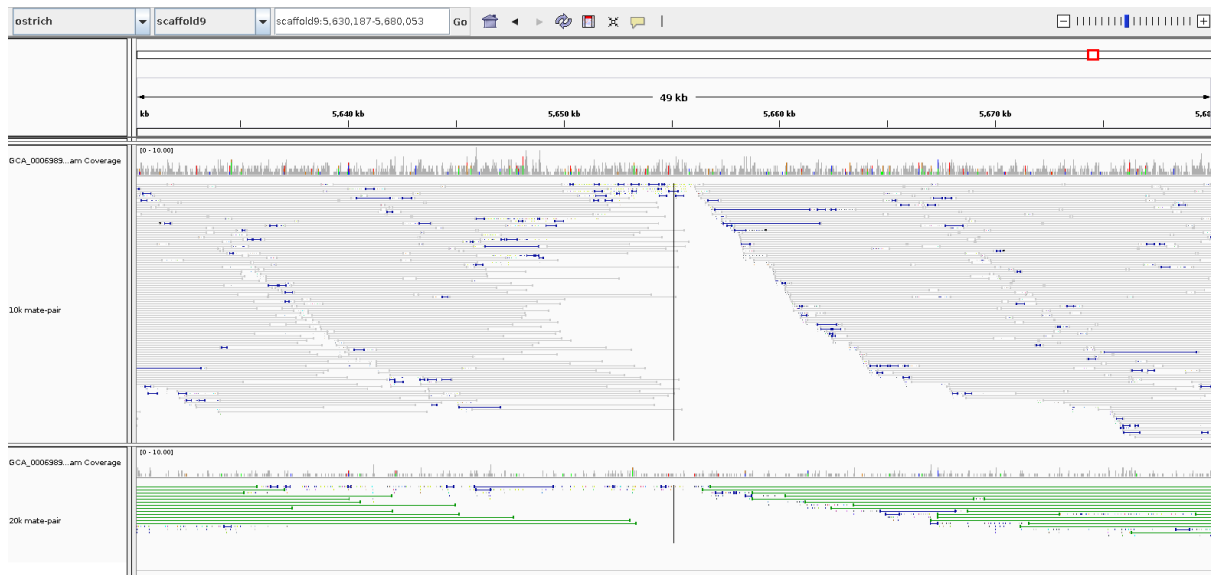 ostrich scaffold9 scaffold9:5,630,187-5,680,053 Go
49 kb
kb 5,640 kb 5,650 kb 5,660 kb 5,670 kb 5,68
GCA_0006989...am Coverage [0 - 10.00]
10k mate-pair
GCA_0006989...am Coverage [0 - 10.00]
20k mate-pair